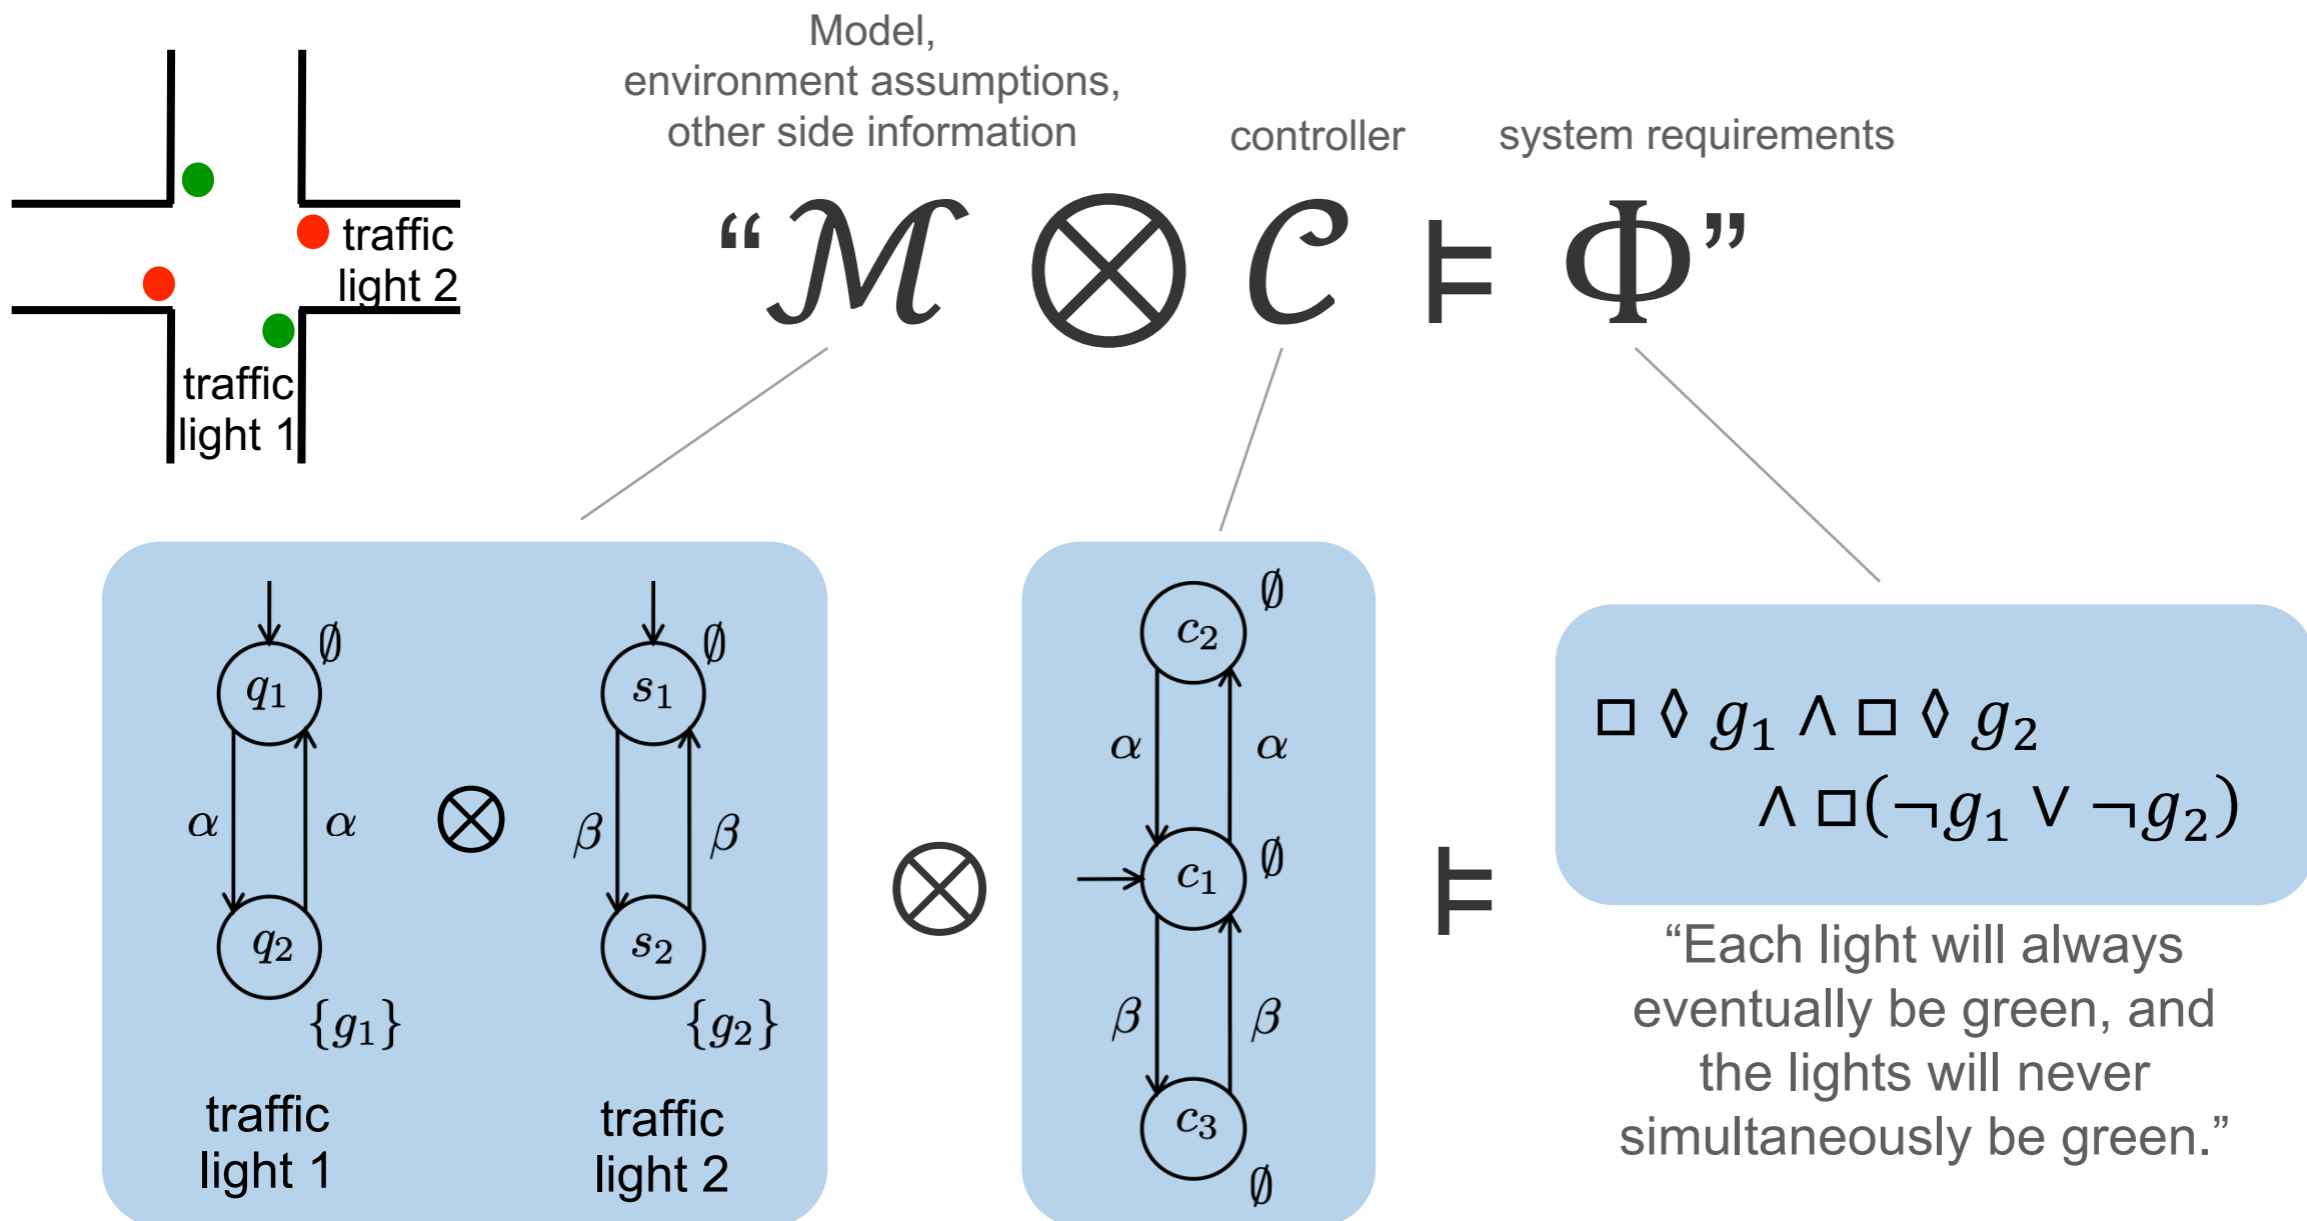 Model,
environment assumptions,
other side information
controller
system requirements
“ℳ ⊗ 𝒞 ⊨ Φ”
traffic
light 2
traffic
light 1
∅
q₁
α α
q₂
{g₁}
traffic
light 1
⊗
∅
s₁
β β
s₂
{g₂}
traffic
light 2
⊗
∅
c₂
α α
c₁ ∅
β β
c₃
∅
⊨
□ ◊ g₁ ∧ □ ◊ g₂
∧ □(¬g₁ ∨ ¬g₂)
“Each light will always
eventually be green, and
the lights will never
simultaneously be green.”